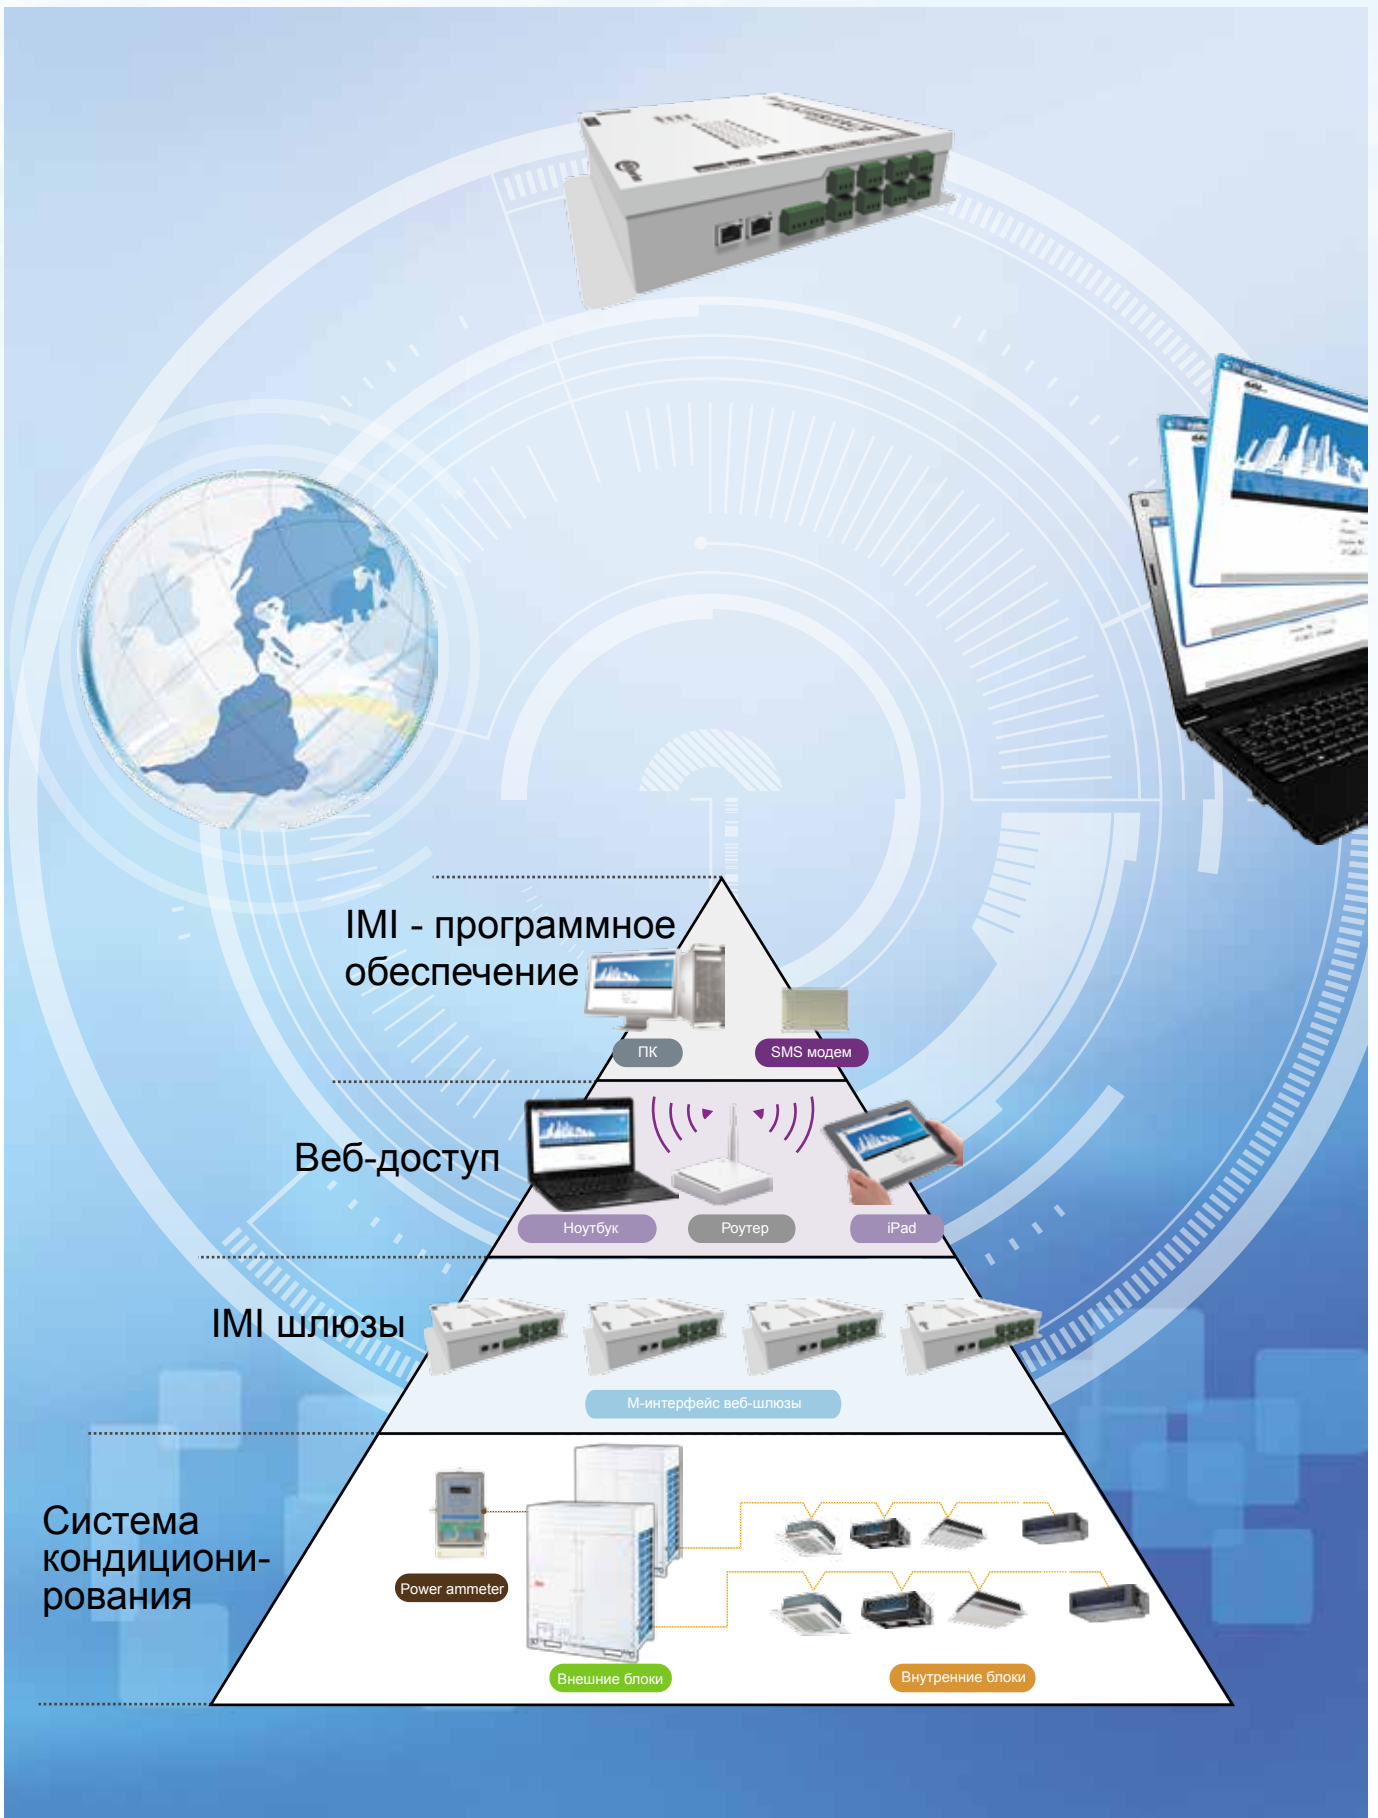 IMI - программное
обеспечение
ПК
SMS модем
Веб-доступ
Ноутбук
Роутер
iPad
IMI шлюзы
М-интерфейс веб-шлюзы
Система
кондициони-
рования
Power ammeter
Внешние блоки
Внутренние блоки